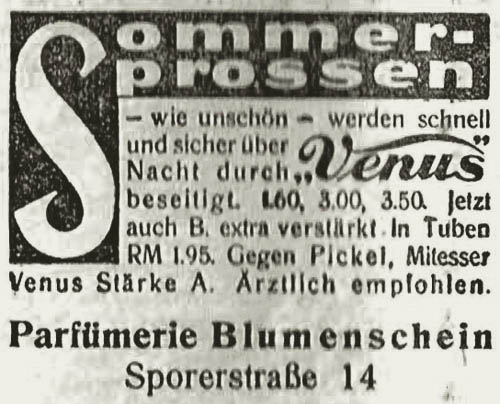 Sommer-
sprossen
– wie unschön – werden schnell
und sicher über
Nacht durch „Venus”
beseitigt. 1.60, 3.00, 3.50. Jetzt
auch B. extra verstärkt In Tuben
RM 1.95. Gegen Pickel, Mitesser
Venus Stärke A. Ärztlich empfohlen.
Parfümerie Blumenschein
Sporerstraße 14